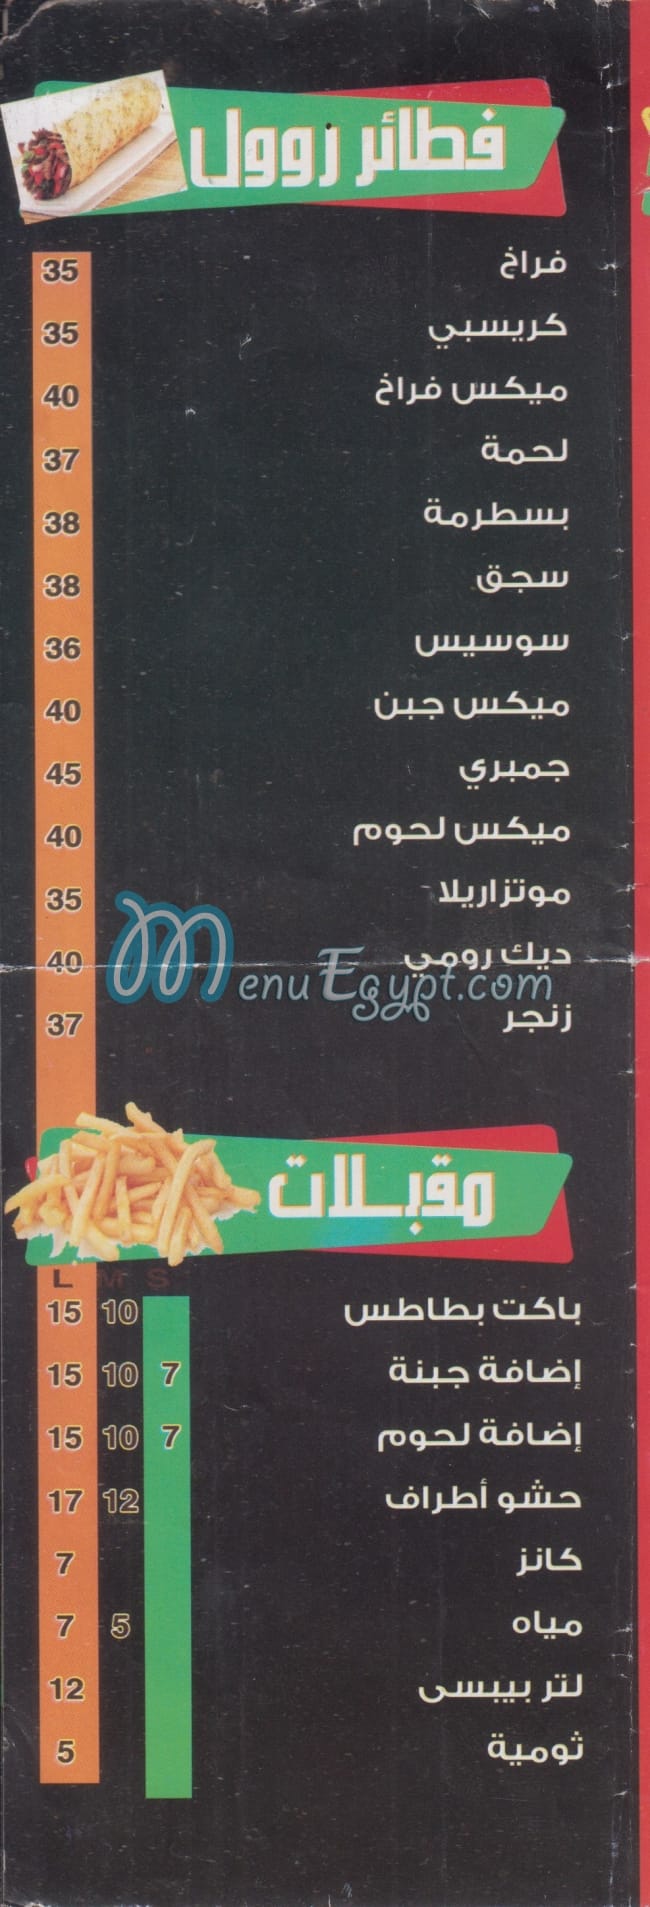 فطائر روول
فراخ 35
كريسبي 35
ميكس فراخ 40
لحمة 37
بسطرمة 38
سجق 38
سوسيس 36
ميكس جبن 40
جمبري 45
ميكس لحوم 40
موتزاريلا 35
ديك رومي 40
MenuEgypt.com
زنجر 37
مقبلات
S M L
باكت بطاطس 10 15
إضافة جبنة 7 10 15
إضافة لحوم 7 10 15
حشو أطراف 12 17
كانز 7
مياه 5 7
لتر بيبسى 12
ثومية 5